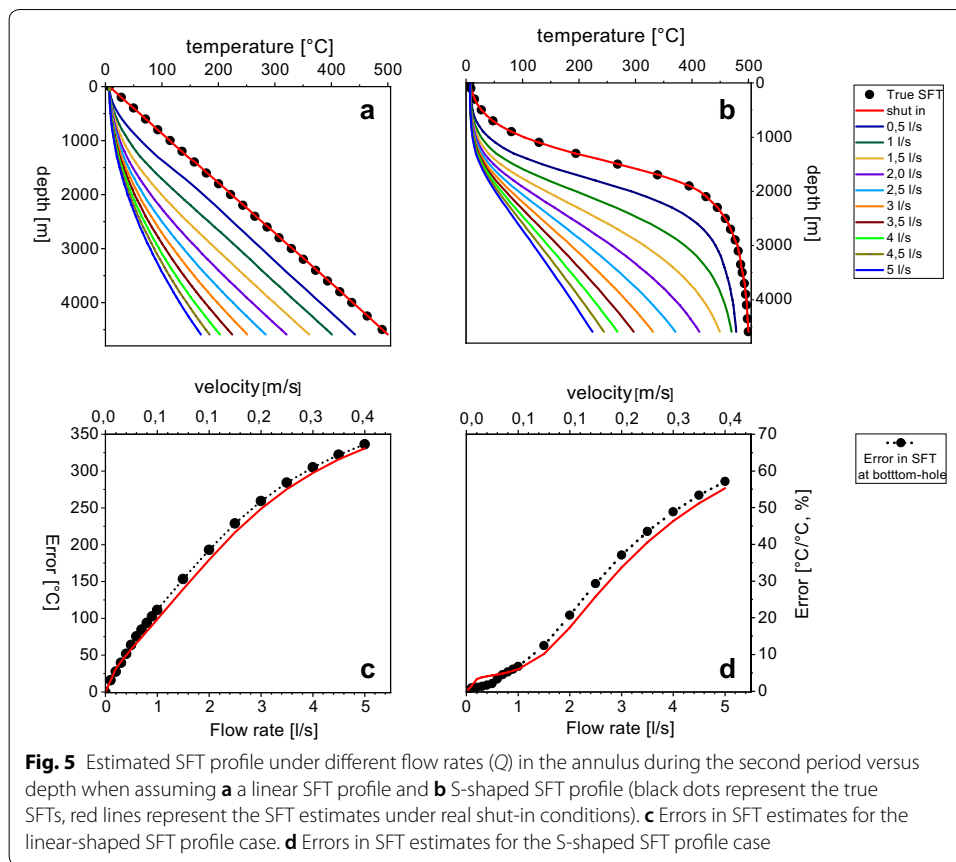 temperature [°C]
0 100 200 300 400 500
a
0
1000
2000
3000
4000
depth [m]
temperature [°C]
0 100 200 300 400 500
b
0
1000
2000
3000
4000
depth [m]
True SFT
shut in
0,5 l/s
1 l/s
1,5 l/s
2,0 l/s
2,5 l/s
3 l/s
3,5 l/s
4 l/s
4,5 l/s
5 l/s
velocity[m/s]
0,0 0,1 0,1 0,2 0,3 0,4
350
300
250
200
150
100
50
0
Error [°C]
c
0 1 2 3 4 5
Flow rate [l/s]
velocity[m/s]
0,0 0,1 0,1 0,2 0,3 0,4
70
60
50
40
30
20
10
0
Error [°C/°C, %]
d
0 1 2 3 4 5
Flow rate [l/s]
Error in SFT
at botttom-hole
Fig. 5 Estimated SFT profile under different flow rates (Q) in the annulus during the second period versus
depth when assuming a a linear SFT profile and b S-shaped SFT profile (black dots represent the true
SFTs, red lines represent the SFT estimates under real shut-in conditions). c Errors in SFT estimates for the
linear-shaped SFT profile case. d Errors in SFT estimates for the S-shaped SFT profile case